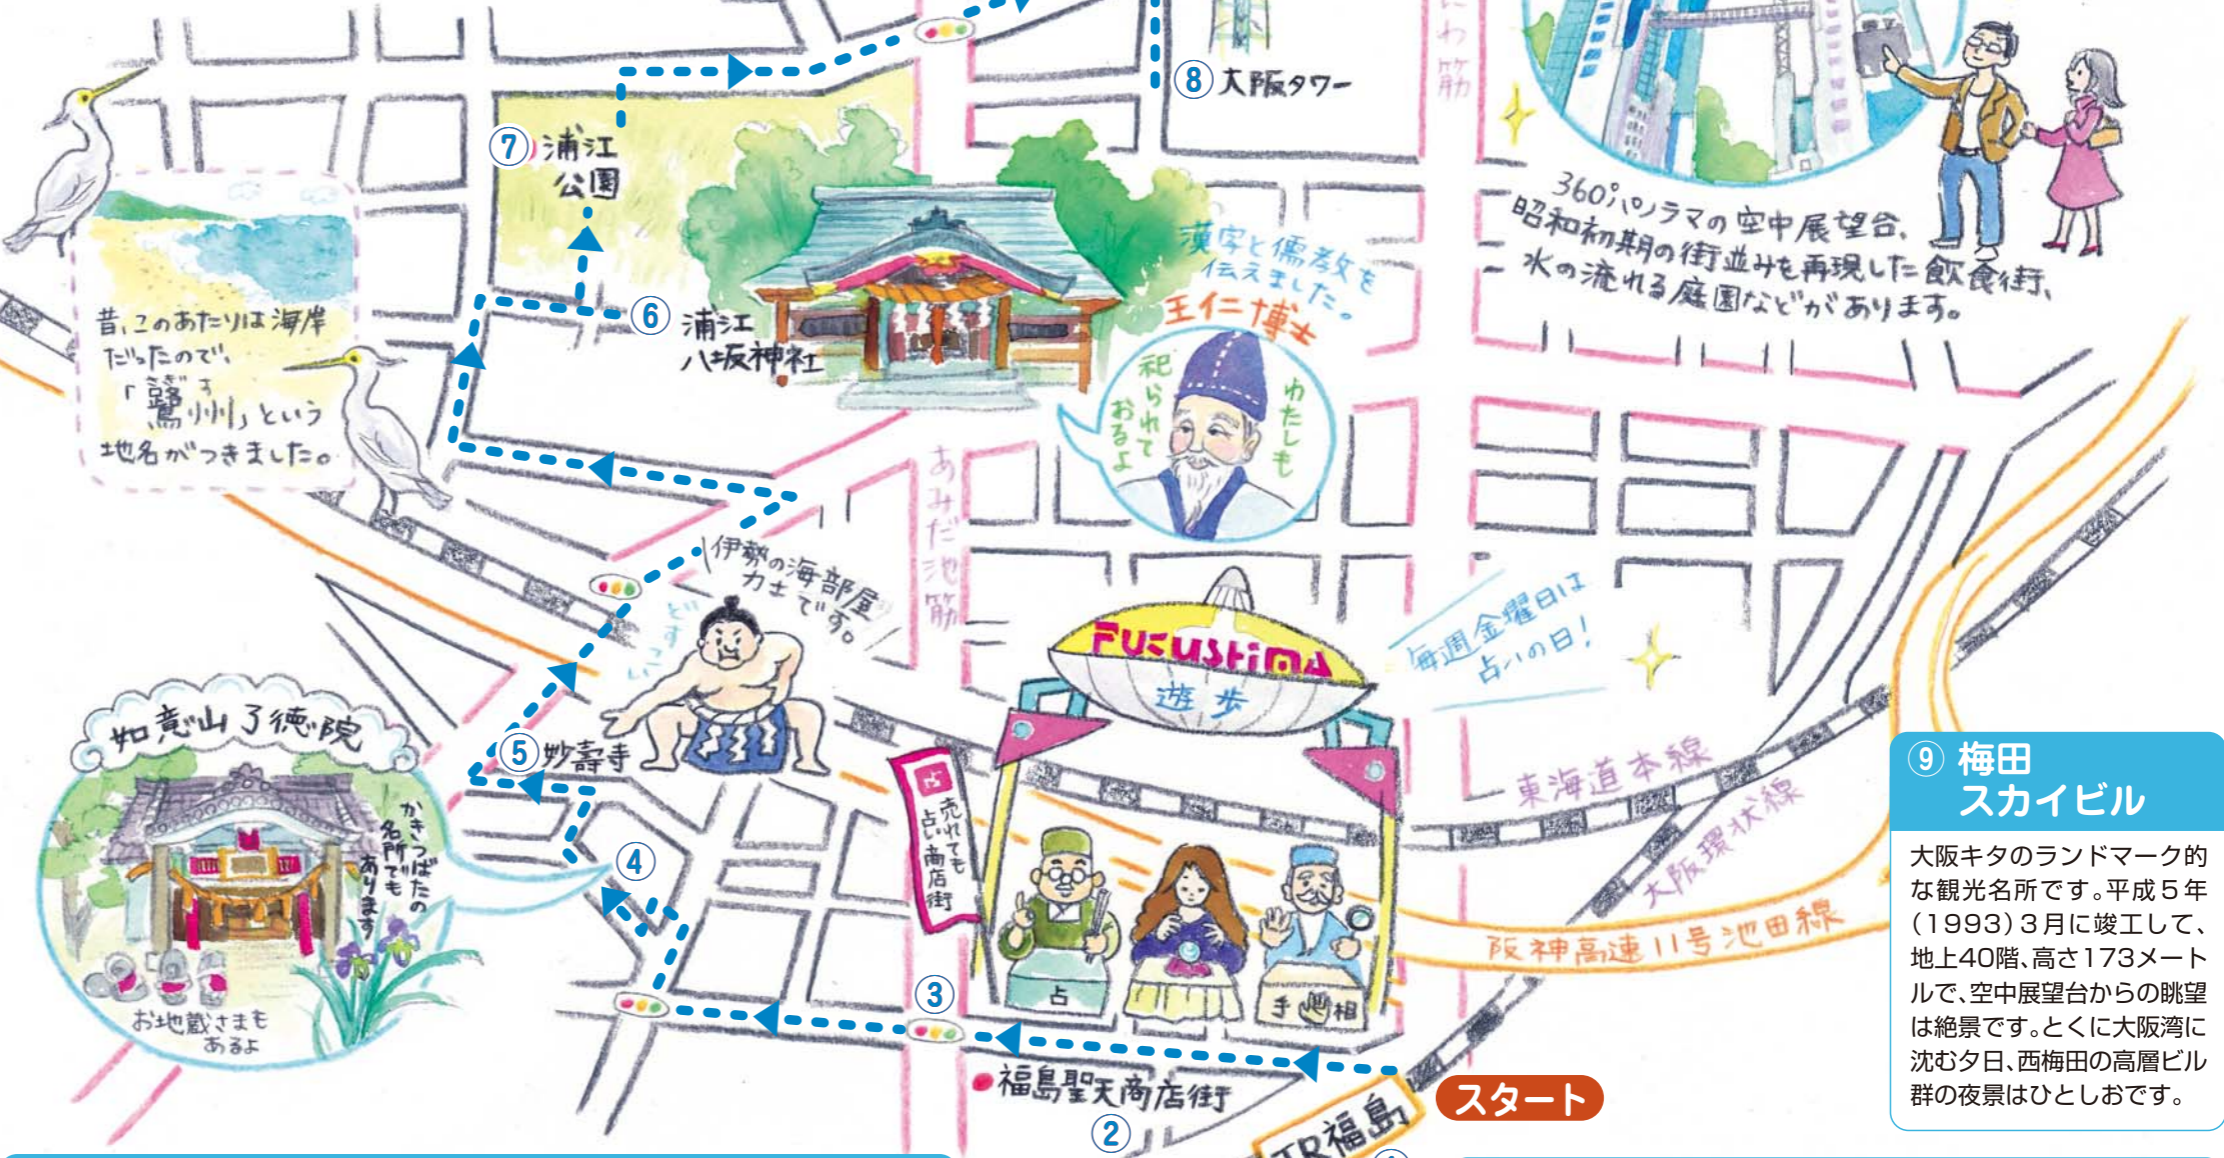 ⑧ 大阪タワー
わ筋
⑦ 浦江
公園
360°パノラマの空中展望台、
昭和初期の街並みを再現した飲食街、
水の流れる庭園などがあります。
漢字と儒教を
伝えました。
王仁博士
わたしも
祀られて
おるよ
⑥ 浦江
八坂神社
昔、このあたりは海岸
だったので、
「鷺州」という
さぎす
地名がつきました。
あみだ池筋
伊勢の海部屋
力士です。
どすこい
FUKUSHIMA
遊歩
毎週金曜日は
占いの日!
如意山了徳院
かきつばたの
名所でも
あります
お地蔵さまも
あるよ
⑤ 妙壽寺
④
占
売れても
占い商店街
占
手相
東海道本線
大阪環状線
阪神高速11号池田線
③
福島聖天商店街
②
スタート
JR福島
⑨ 梅田
スカイビル
大阪キタのランドマーク的
な観光名所です。平成5年
(1993)3月に竣工して、
地上40階、高さ173メート
ルで、空中展望台からの眺望
は絶景です。とくに大阪湾に
沈む夕日、西梅田の高層ビル
群の夜景はひとしおです。